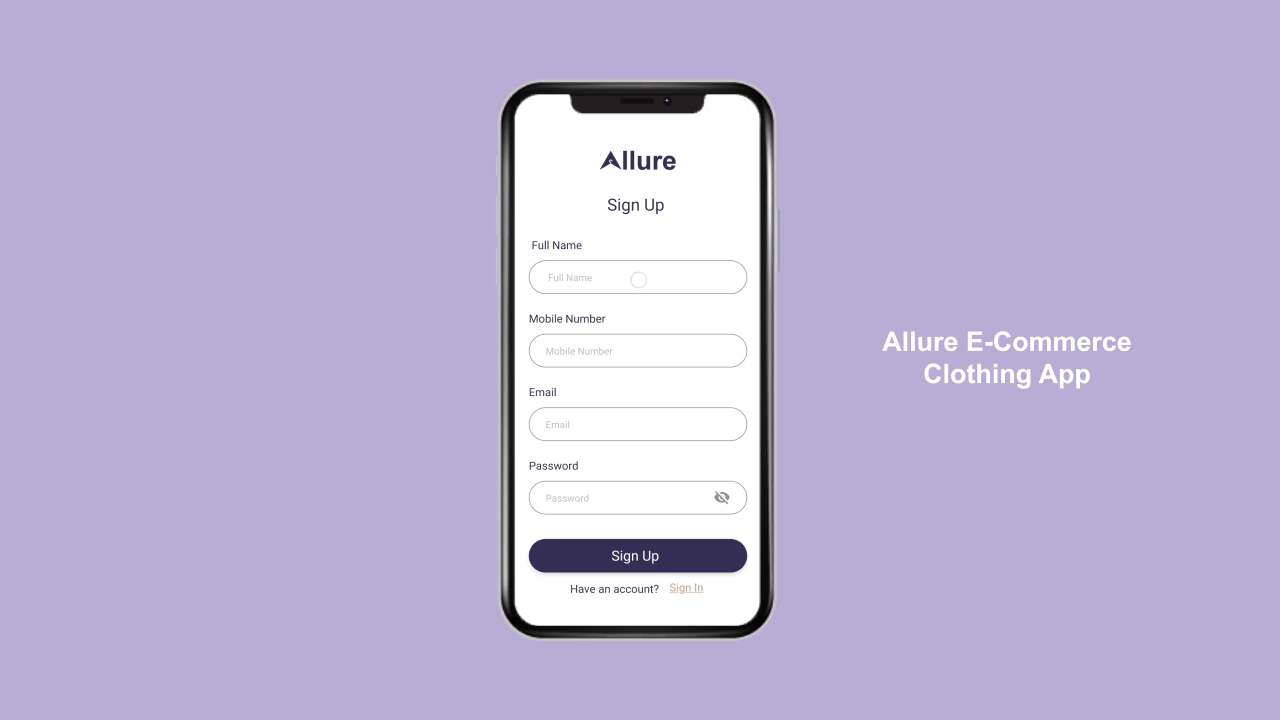 Allure
Sign Up
Full Name
Full Name
Mobile Number
Mobile Number
Email
Email
Password
Password
Sign Up
Have an account? Sign In
Allure E-Commerce
Clothing App